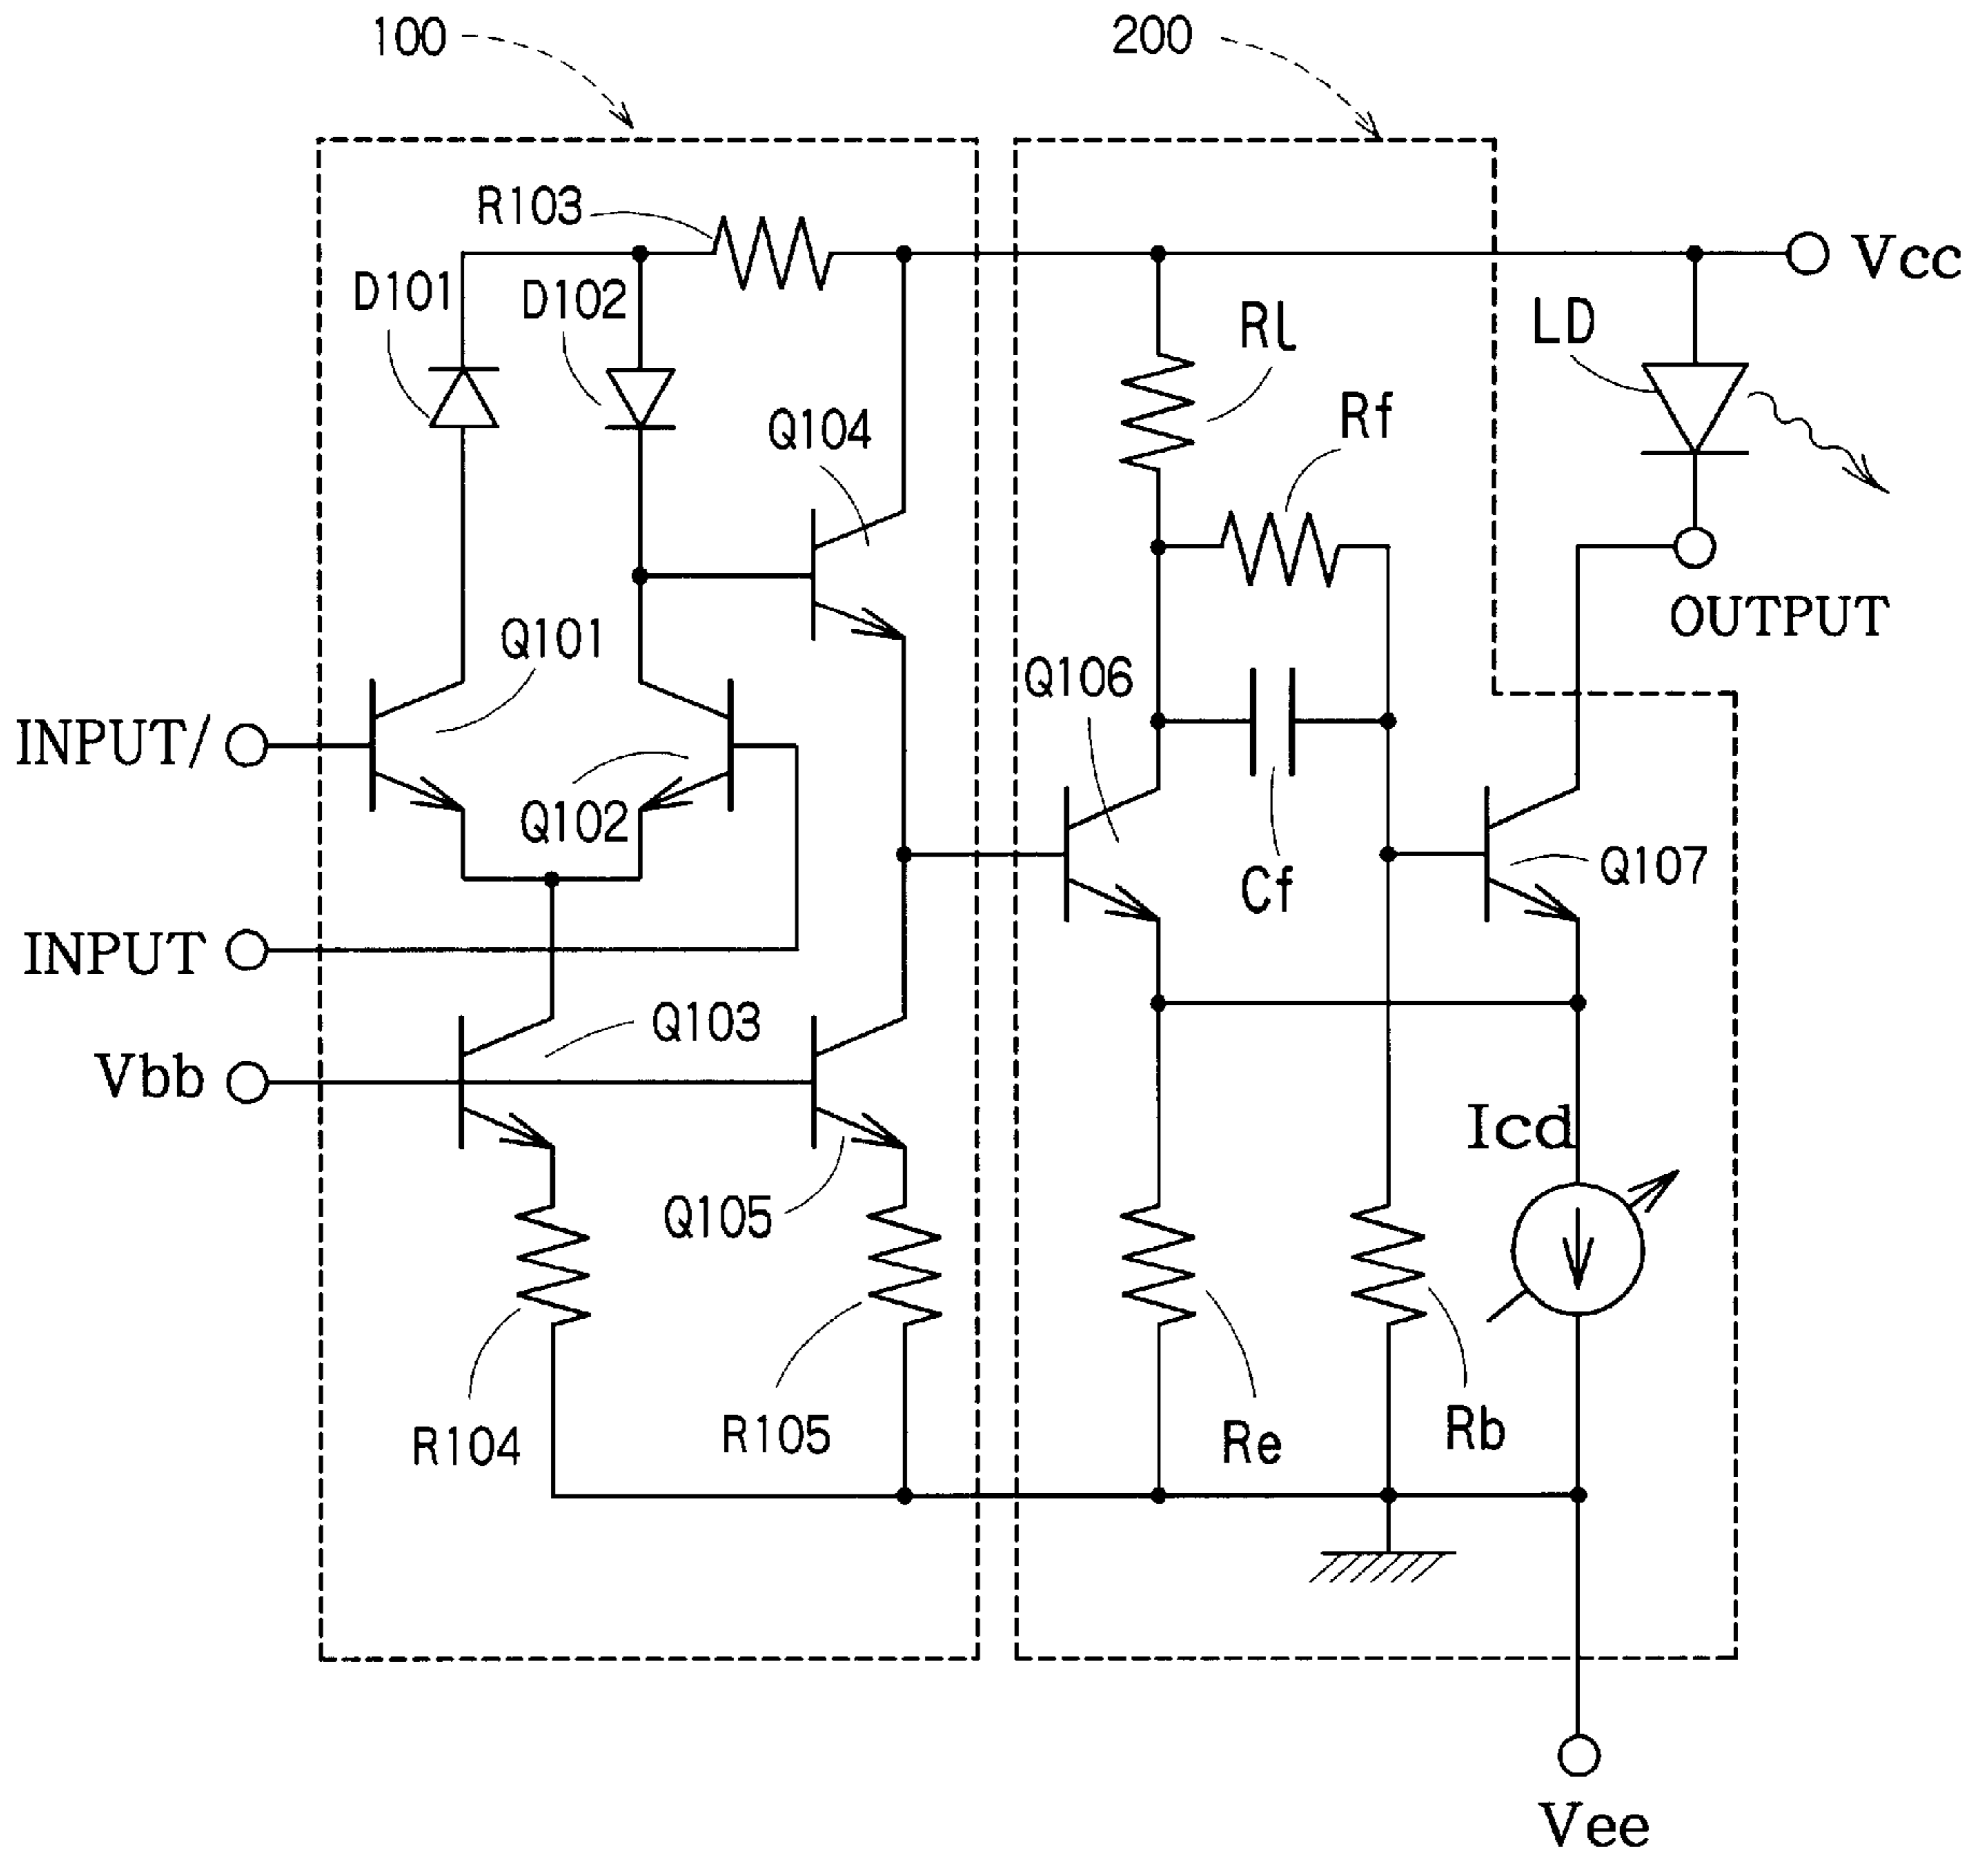 100
200
R103
Vcc
D101
D102
Rl
LD
Rf
Q104
OUTPUT
Q101
Q106
INPUT/
Q102
Cf
Q107
INPUT
Q103
Vbb
Icd
Q105
R104
R105
Re
Rb
Vee